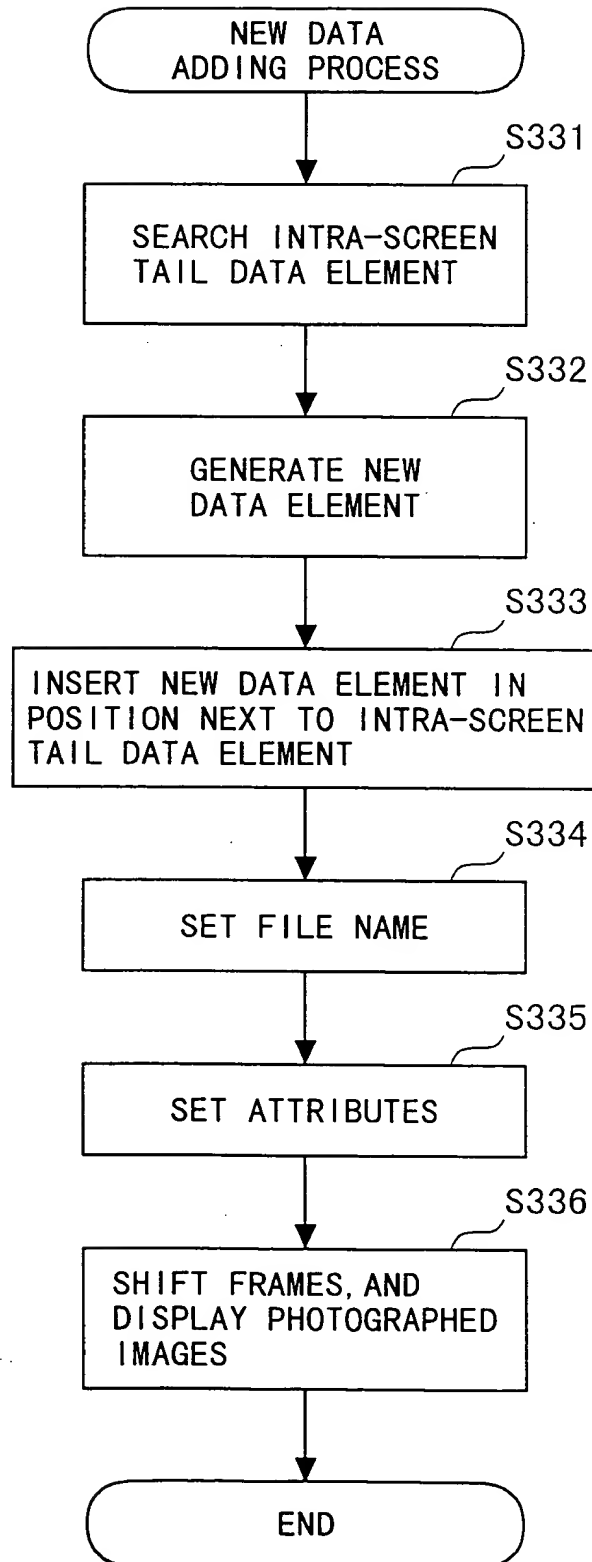 NEW DATA
ADDING PROCESS
S331
SEARCH INTRA-SCREEN
TAIL DATA ELEMENT
S332
GENERATE NEW
DATA ELEMENT
S333
INSERT NEW DATA ELEMENT IN
POSITION NEXT TO INTRA-SCREEN
TAIL DATA ELEMENT
S334
SET FILE NAME
S335
SET ATTRIBUTES
S336
SHIFT FRAMES, AND
DISPLAY PHOTOGRAPHED
IMAGES
END